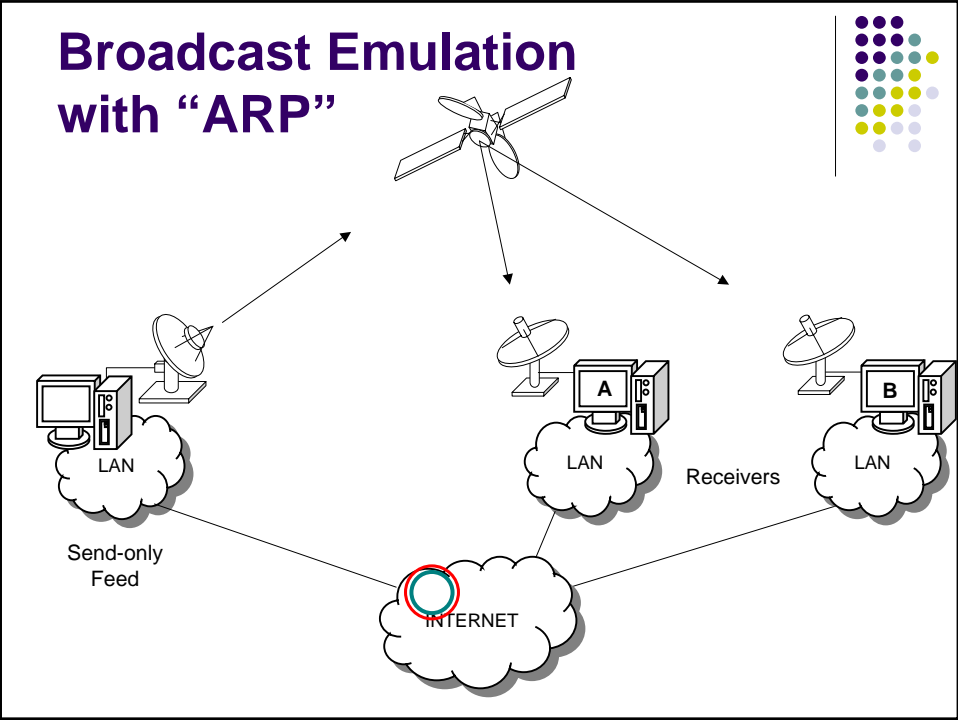 Broadcast Emulation
with “ARP”
A
B
LAN
LAN
LAN
Receivers
Send-only
Feed
INTERNET